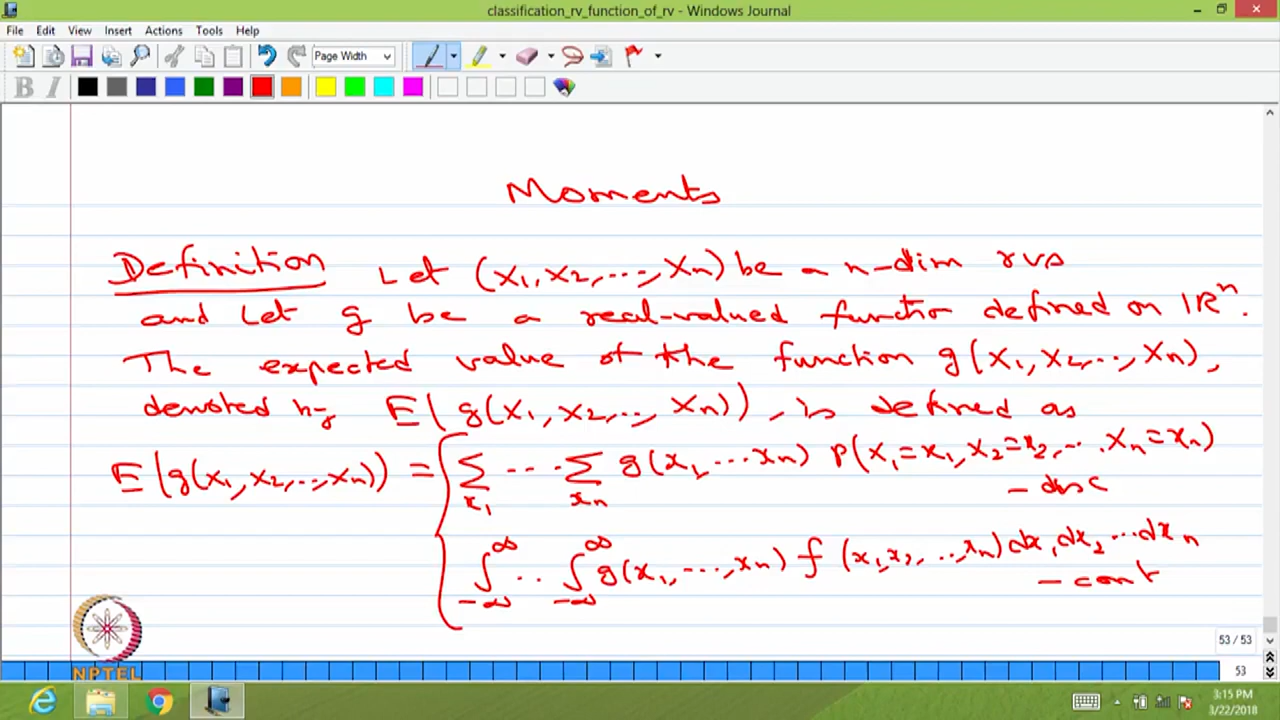 classification_rv_function_of_rv - Windows Journal
File Edit View Insert Actions Tools Help
Page Width
B I
Moments
Definition Let (X1, X2, ..., Xn) be a n-dim rvs
and Let g be a real-valued function defined on IR^n.
The expected value of the function g(X1, X2, .., Xn),
denoted by E(g(X1, X2, .., Xn)), is defined as
E(g(X1, X2, .., Xn)) = { ∑_{x1} ... ∑_{xn} g(x1, ... xn) P(X1=x1, X2=x2, ... Xn=xn)
- disc
∫_{-∞}^{∞} .. ∫_{-∞}^{∞} g(x1, ..., xn) f(x1, x2, .., xn) dx1 dx2 ... dxn
- cont
53 / 53
NPTEL
53
3:15 PM
3/22/2018